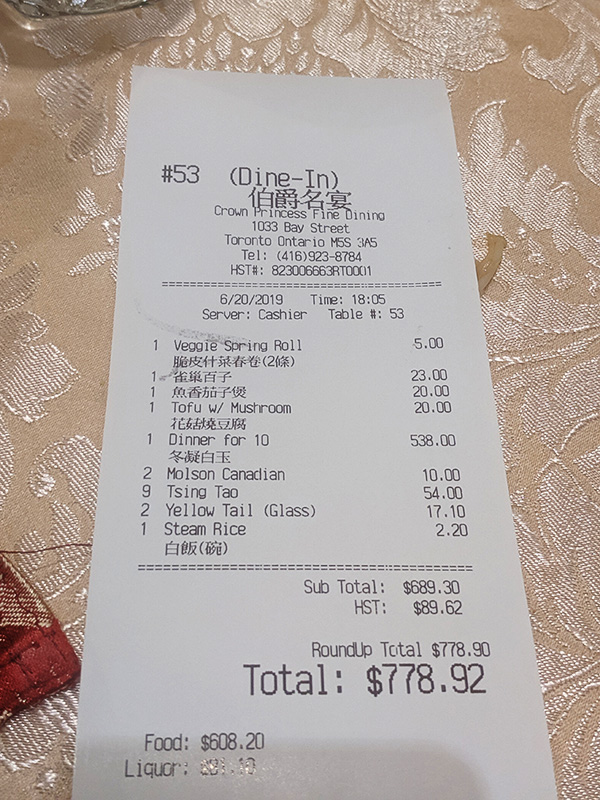 #53 (Dine-In)
伯爵名宴
Crown Princess Fine Dining
1033 Bay Street
Toronto Ontario M5S 3A5
Tel: (416)923-8784
HST#: 823006663RT0001
6/20/2019 Time: 18:05
Server: Cashier Table #: 53
1 Veggie Spring Roll 5.00
脆皮什菜春卷(2條)
1 雀巢百子 23.00
1 魚香茄子煲 20.00
1 Tofu w/ Mushroom 20.00
花菇燒豆腐
1 Dinner for 10 538.00
冬凝白玉
2 Molson Canadian 10.00
9 Tsing Tao 54.00
2 Yellow Tail (Glass) 17.10
1 Steam Rice 2.20
白飯(碗)
Sub Total: $689.30
HST: $89.62
RoundUp Total $778.90
Total: $778.92
Food: $608.20
Liquor: $81.10